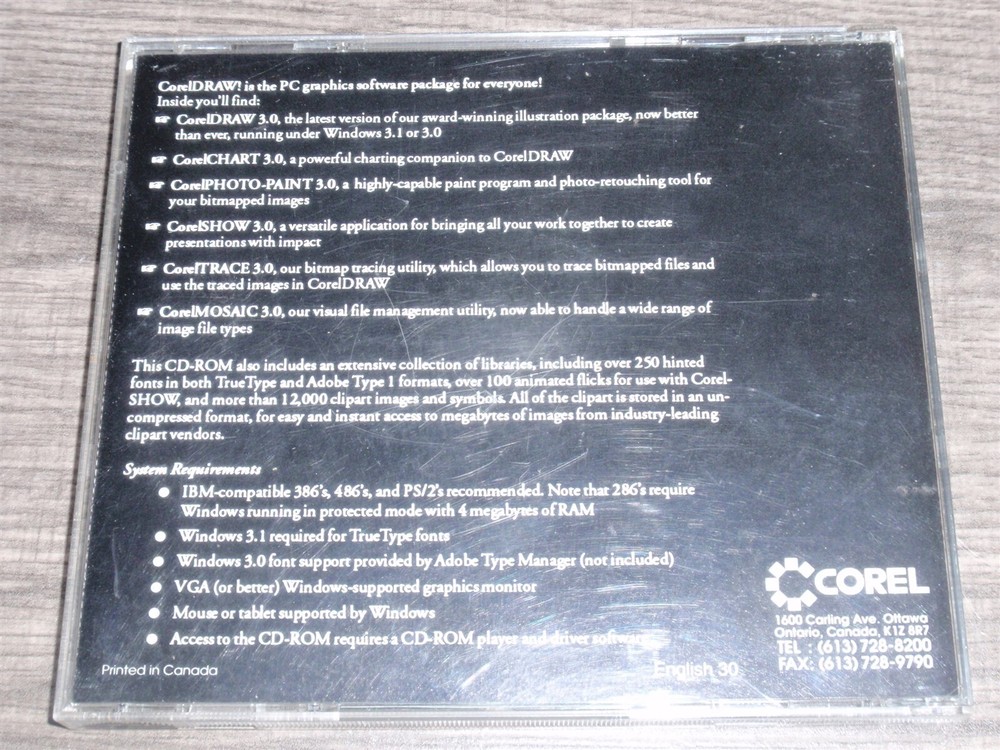 CorelDRAW! is the PC graphics software package for everyone!
Inside you'll find:
☞ CorelDRAW 3.0, the latest version of our award-winning illustration package, now better
than ever, running under Windows 3.1 or 3.0
☞ CorelCHART 3.0, a powerful charting companion to CorelDRAW
☞ CorelPHOTO-PAINT 3.0, a highly-capable paint program and photo-retouching tool for
your bitmapped images
☞ CorelSHOW 3.0, a versatile application for bringing all your work together to create
presentations with impact
☞ CorelTRACE 3.0, our bitmap tracing utility, which allows you to trace bitmapped files and
use the traced images in CorelDRAW
☞ CorelMOSAIC 3.0, our visual file management utility, now able to handle a wide range of
image file types
This CD-ROM also includes an extensive collection of libraries, including over 250 hinted
fonts in both TrueType and Adobe Type 1 formats, over 100 animated flicks for use with Corel-
SHOW, and more than 12,000 clipart images and symbols. All of the clipart is stored in an un-
compressed format, for easy and instant access to megabytes of images from industry-leading
clipart vendors.
System Requirements -
● IBM-compatible 386's, 486's, and PS/2's recommended. Note that 286's require
Windows running in protected mode with 4 megabytes of RAM
● Windows 3.1 required for TrueType fonts
● Windows 3.0 font support provided by Adobe Type Manager (not included)
● VGA (or better) Windows-supported graphics monitor
● Mouse or tablet supported by Windows
● Access to the CD-ROM requires a CD-ROM player and driver software
COREL
1600 Carling Ave. Ottawa
Ontario, Canada, K1Z 8R7
TEL : (613) 728-8200
FAX: (613) 728-9790
Printed in Canada
English 30